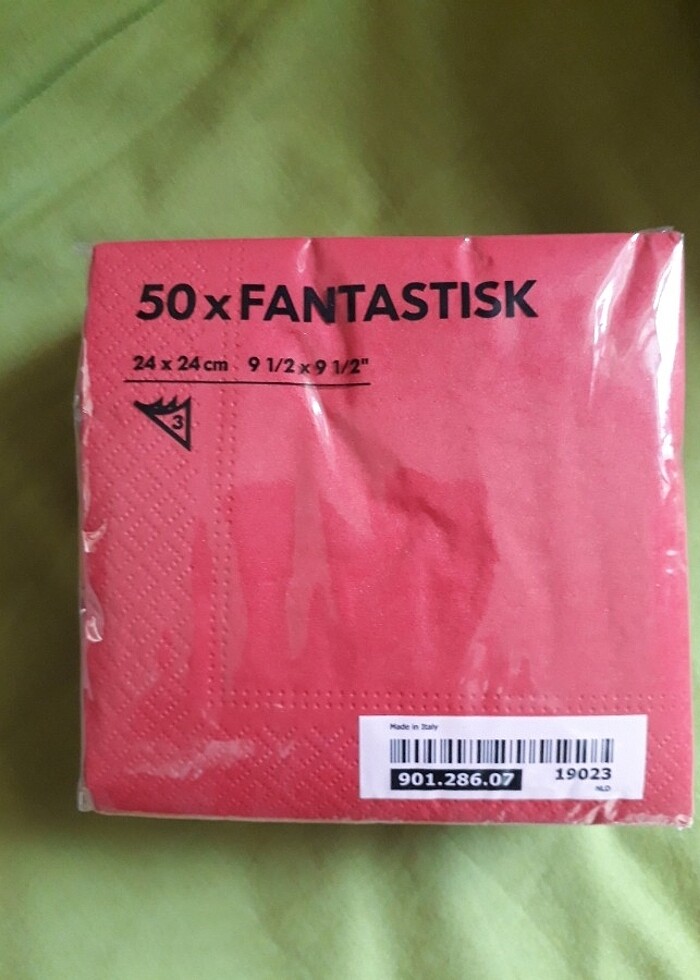 50 x FANTASTISK
24 x 24 cm 9 1/2 x 9 1/2"
3
Made in Italy
901.286.07 19023
NLD